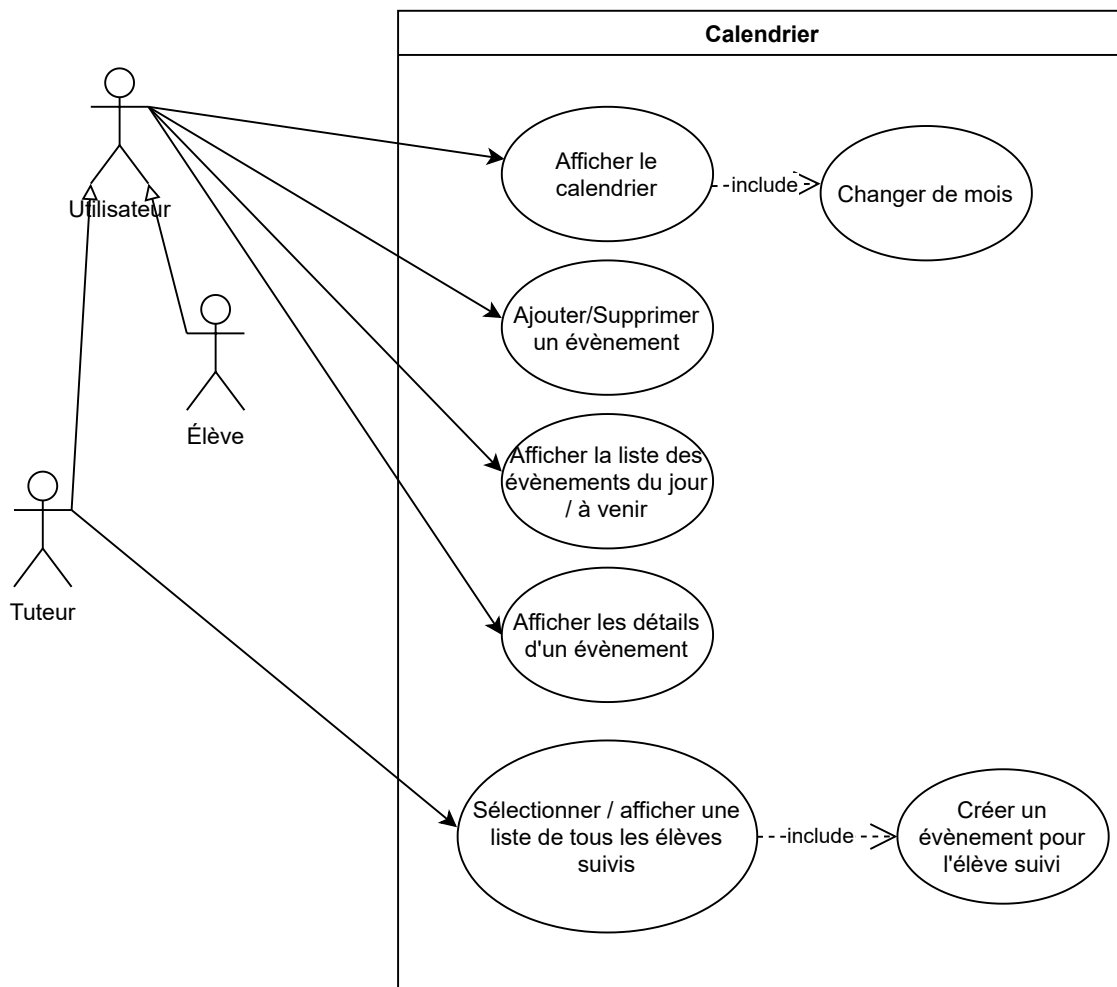 Calendrier
Utilisateur
Afficher le
calendrier
include
Changer de mois
Ajouter/Supprimer
un évènement
Élève
Afficher la liste des
évènements du jour
/ à venir
Tuteur
Afficher les détails
d'un évènement
Sélectionner / afficher une
liste de tous les élèves
suivis
include
Créer un
évènement pour
l'élève suivi